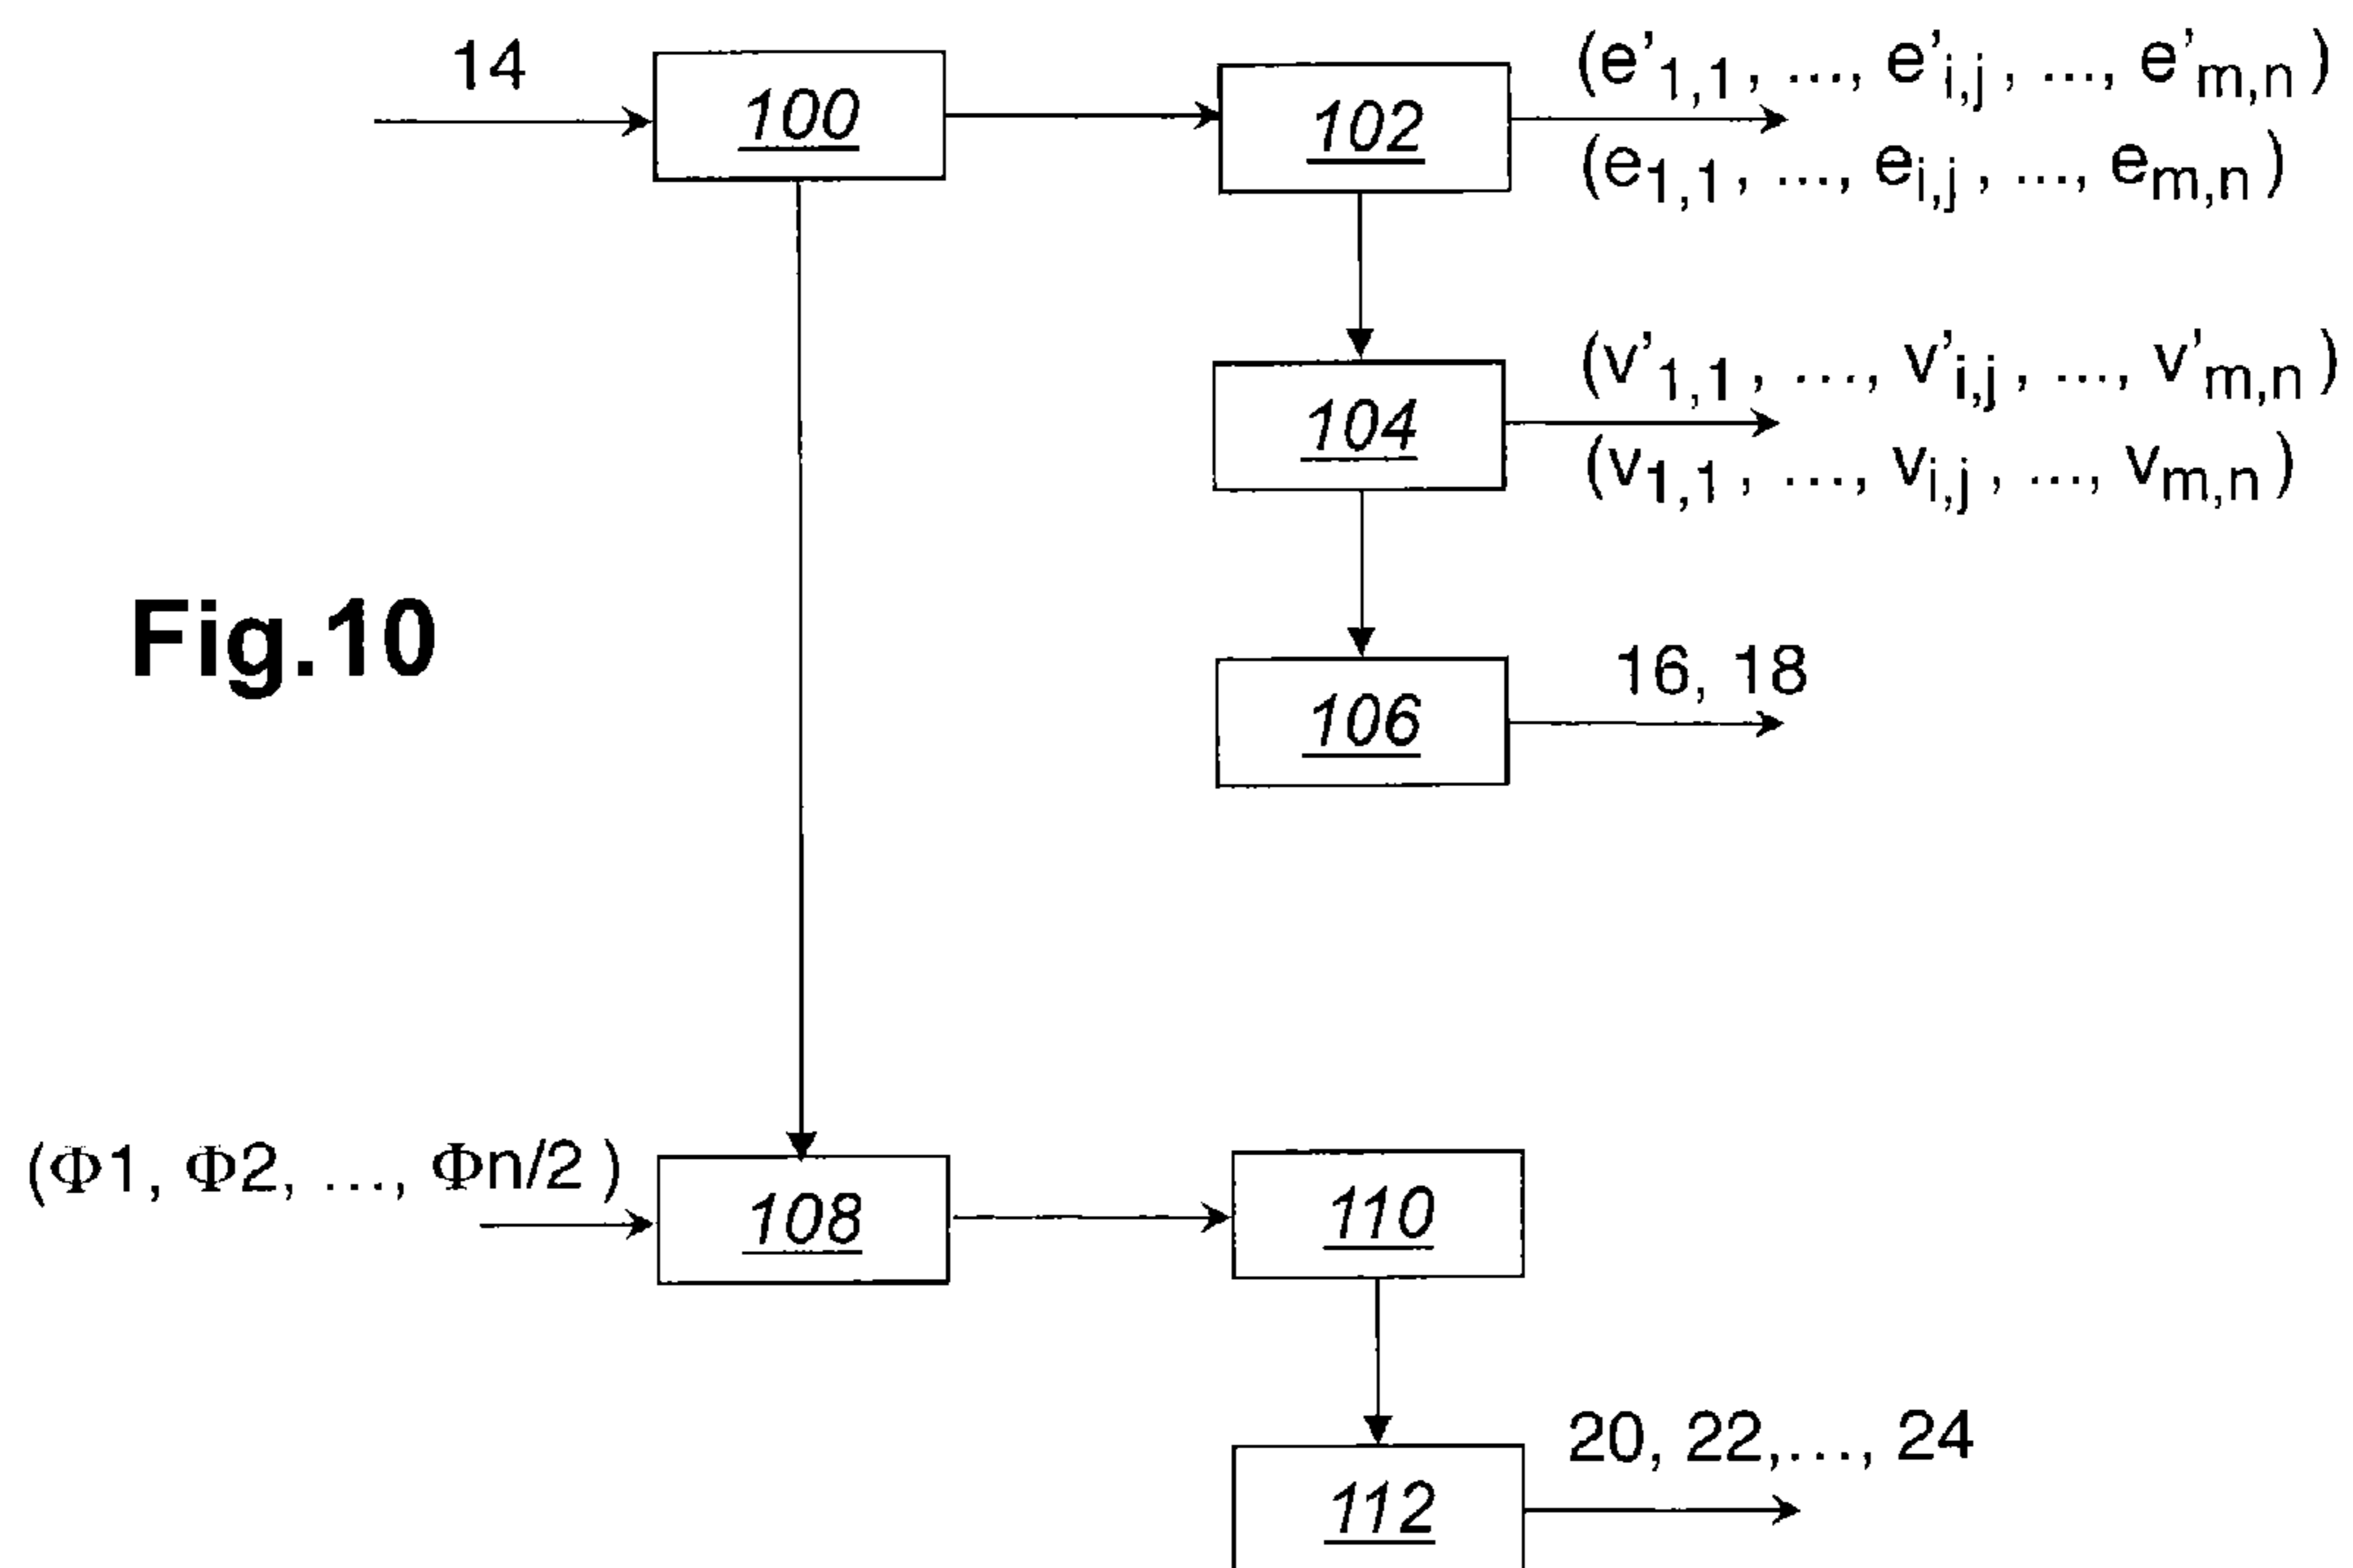 14
100
102
(e'1,1, ..., e'i,j, ..., e'm,n)
(e1,1, ..., ei,j, ..., em,n)
104
(v'1,1, ..., v'i,j, ..., v'm,n)
(v1,1, ..., vi,j, ..., vm,n)
Fig.10
106
16, 18
(Φ1, Φ2, ..., Φn/2)
108
110
112
20, 22,..., 24